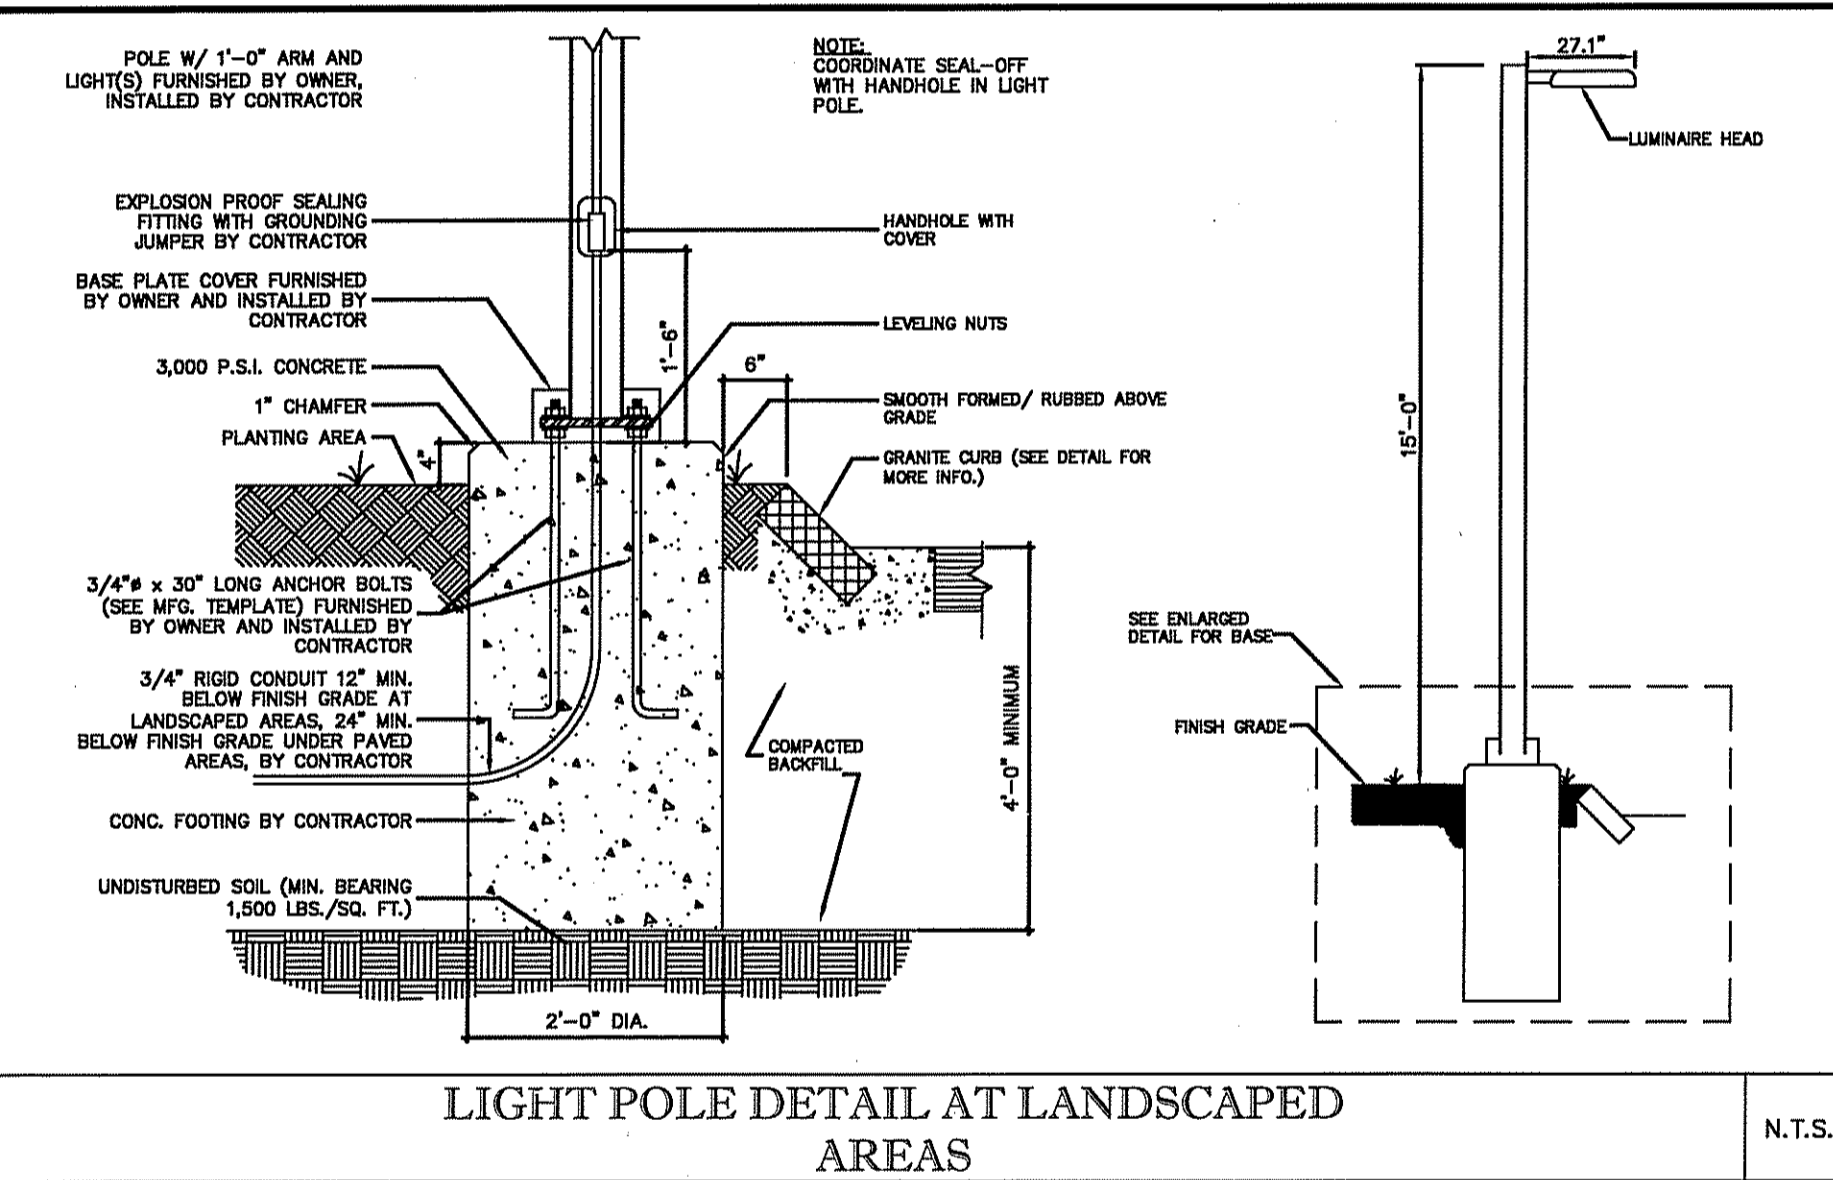 POLE W/ 1'-0" ARM AND
LIGHT(S) FURNISHED BY OWNER,
INSTALLED BY CONTRACTOR
NOTE:
COORDINATE SEAL-OFF
WITH HANDHOLE IN LIGHT
POLE.
EXPLOSION PROOF SEALING
FITTING WITH GROUNDING
JUMPER BY CONTRACTOR
HANDHOLE WITH
COVER
BASE PLATE COVER FURNISHED
BY OWNER AND INSTALLED BY
CONTRACTOR
LEVELING NUTS
1'-6"
6"
3,000 P.S.I. CONCRETE
1" CHAMFER
PLANTING AREA
4"
SMOOTH FORMED/ RUBBED ABOVE
GRADE
GRANITE CURB (SEE DETAIL FOR
MORE INFO.)
3/4"ø x 30" LONG ANCHOR BOLTS
(SEE MFG. TEMPLATE) FURNISHED
BY OWNER AND INSTALLED BY
CONTRACTOR
3/4" RIGID CONDUIT 12" MIN.
BELOW FINISH GRADE AT
LANDSCAPED AREAS, 24" MIN.
BELOW FINISH GRADE UNDER PAVED
AREAS, BY CONTRACTOR
COMPACTED
BACKFILL
4'-0" MINIMUM
CONC. FOOTING BY CONTRACTOR
UNDISTURBED SOIL (MIN. BEARING
1,500 LBS./SQ. FT.)
2'-0" DIA.
27.1"
LUMINAIRE HEAD
15'-0"
SEE ENLARGED
DETAIL FOR BASE
FINISH GRADE
LIGHT POLE DETAIL AT LANDSCAPED
AREAS
N.T.S.